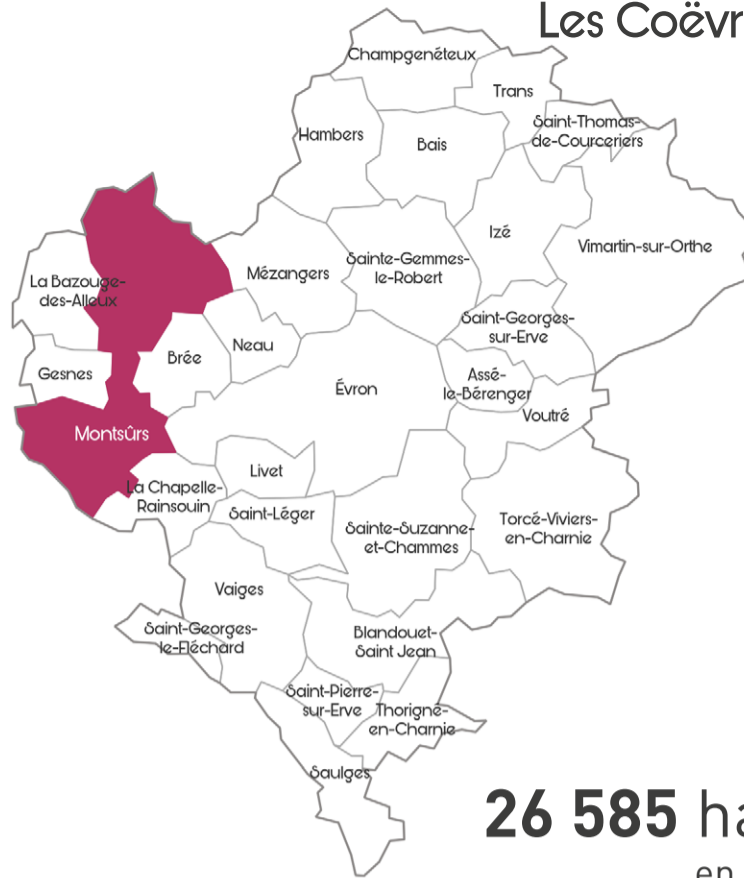 Les Coëvr
Champgenéteux
Trans
Saint-Thomas-
de-Courceriers
Hambers
Bais
Izé
Vimartin-sur-Orthe
Mézangers
Sainte-Gemmes-
le-Robert
La Bazouge-
des-Alleux
Saint-Georges-
sur-Erve
Neau
Brée
Gesnes
Évron
Assé-
le-Bérenger
Voutré
Montsûrs
Livet
La Chapelle-
Rainsouin
Saint-Léger
Sainte-Suzanne-
et-Chammes
Torcé-Viviers-
en-Charnie
Vaiges
Saint-Georges-
le-Fléchard
Blandouet-
Saint Jean
Saint-Pierre-
sur-Erve
Thorigné-
en-Charnie
Saulges
26 585 ha
en